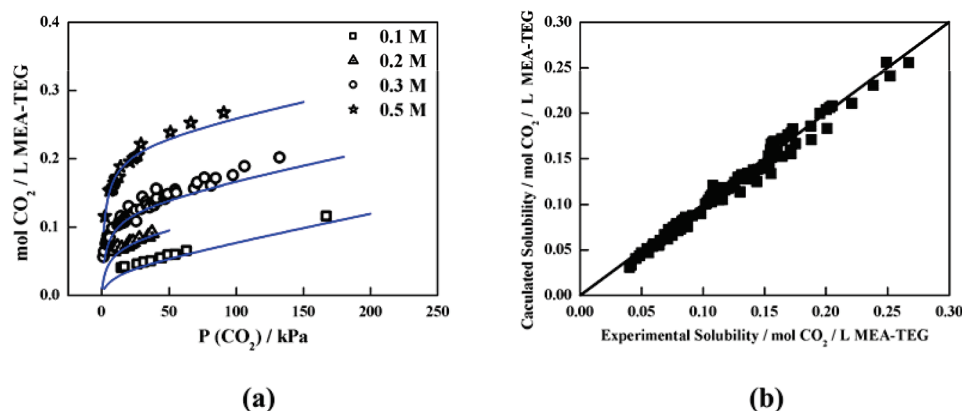 mol CO2 / L MEA-TEG
0.4
0.3
0.2
0.1
0.0
0
50
100
150
200
250
P (CO2) / kPa
0.1 M
0.2 M
0.3 M
0.5 M
(a)
Caculated Solubility / mol CO2 / L MEA-TEG
0.30
0.25
0.20
0.15
0.10
0.05
0.00
0.00
0.05
0.10
0.15
0.20
0.25
0.30
Experimental Solubility / mol CO2 / L MEA-TEG
(b)